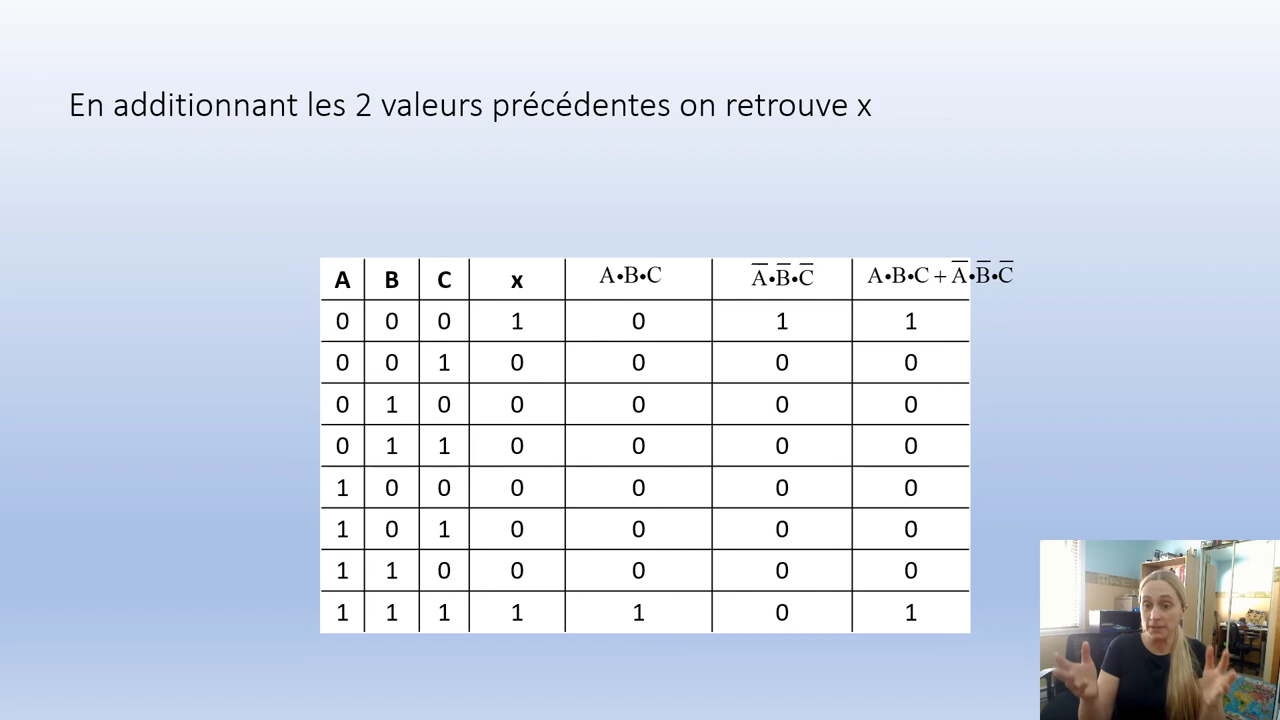 En additionnant les 2 valeurs précédentes on retrouve x
A B C x A•B•C A̅•B̅•C̅ A•B•C + A̅•B̅•C̅
0 0 0 1 0 1 1
0 0 1 0 0 0 0
0 1 0 0 0 0 0
0 1 1 0 0 0 0
1 0 0 0 0 0 0
1 0 1 0 0 0 0
1 1 0 0 0 0 0
1 1 1 1 1 0 1